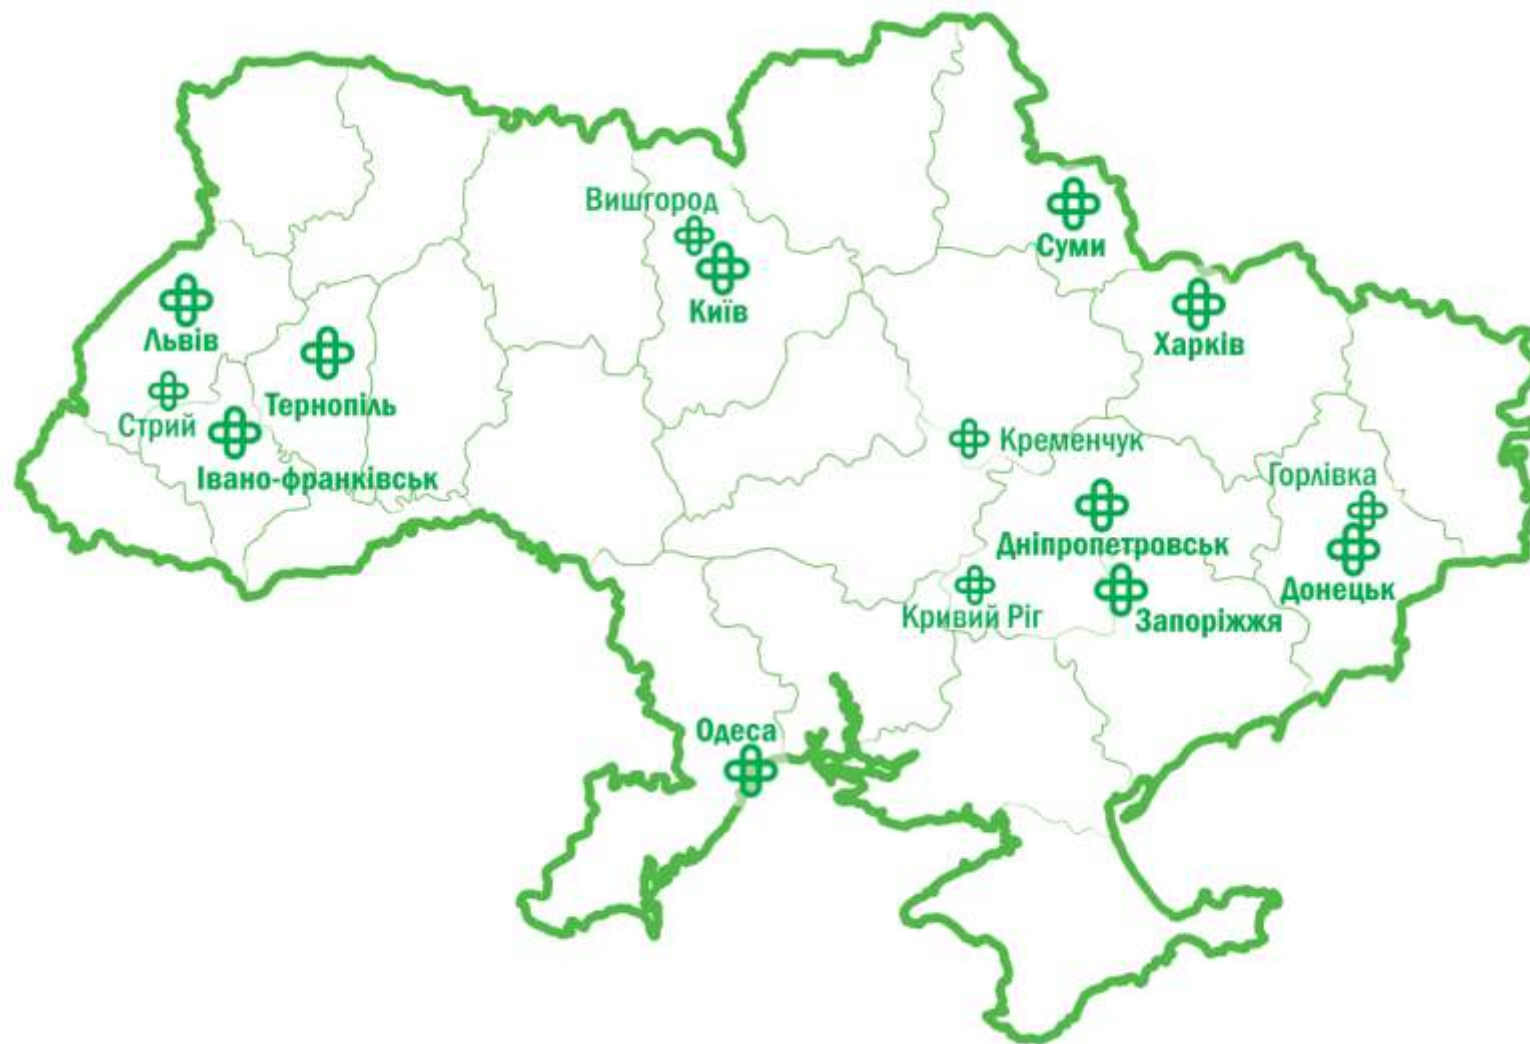 Вишгород
Суми
Київ
Львів
Харків
Тернопіль
Стрий
Кременчук
Івано-франківськ
Горлівка
Дніпропетровськ
Донецьк
Кривий Ріг
Запоріжжя
Одеса